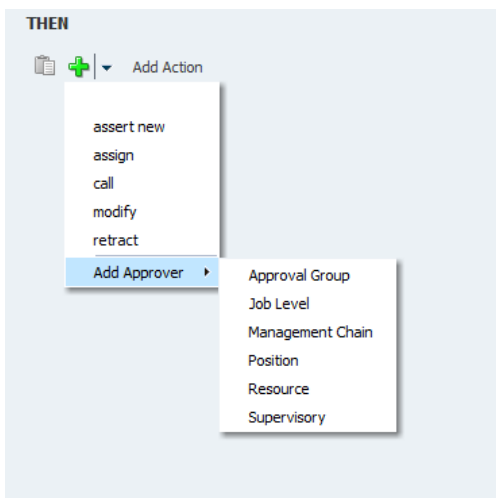 THEN
Add Action
assert new
assign
call
modify
retract
Add Approver
Approval Group
Job Level
Management Chain
Position
Resource
Supervisory